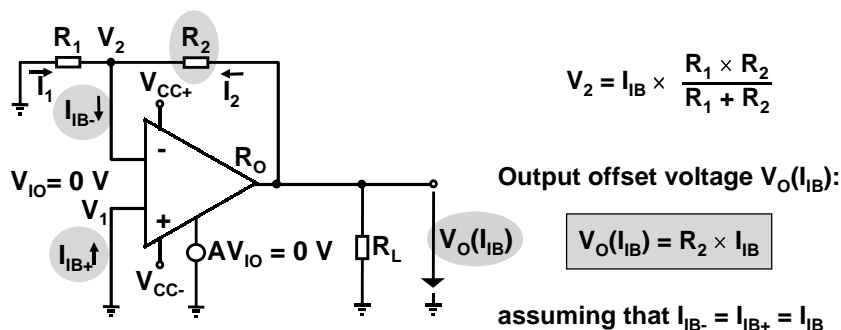 R1 V2 R2
I1 I2
VCC+
IIB-
-
RO
VIO= 0 V
V1
+
IIB+
AVIO = 0 V
VCC-
RL
VO(IIB)
V2 = IIB × R1 × R2 / R1 + R2
Output offset voltage VO(IIB):
VO(IIB) = R2 × IIB
assuming that IIB- = IIB+ = IIB